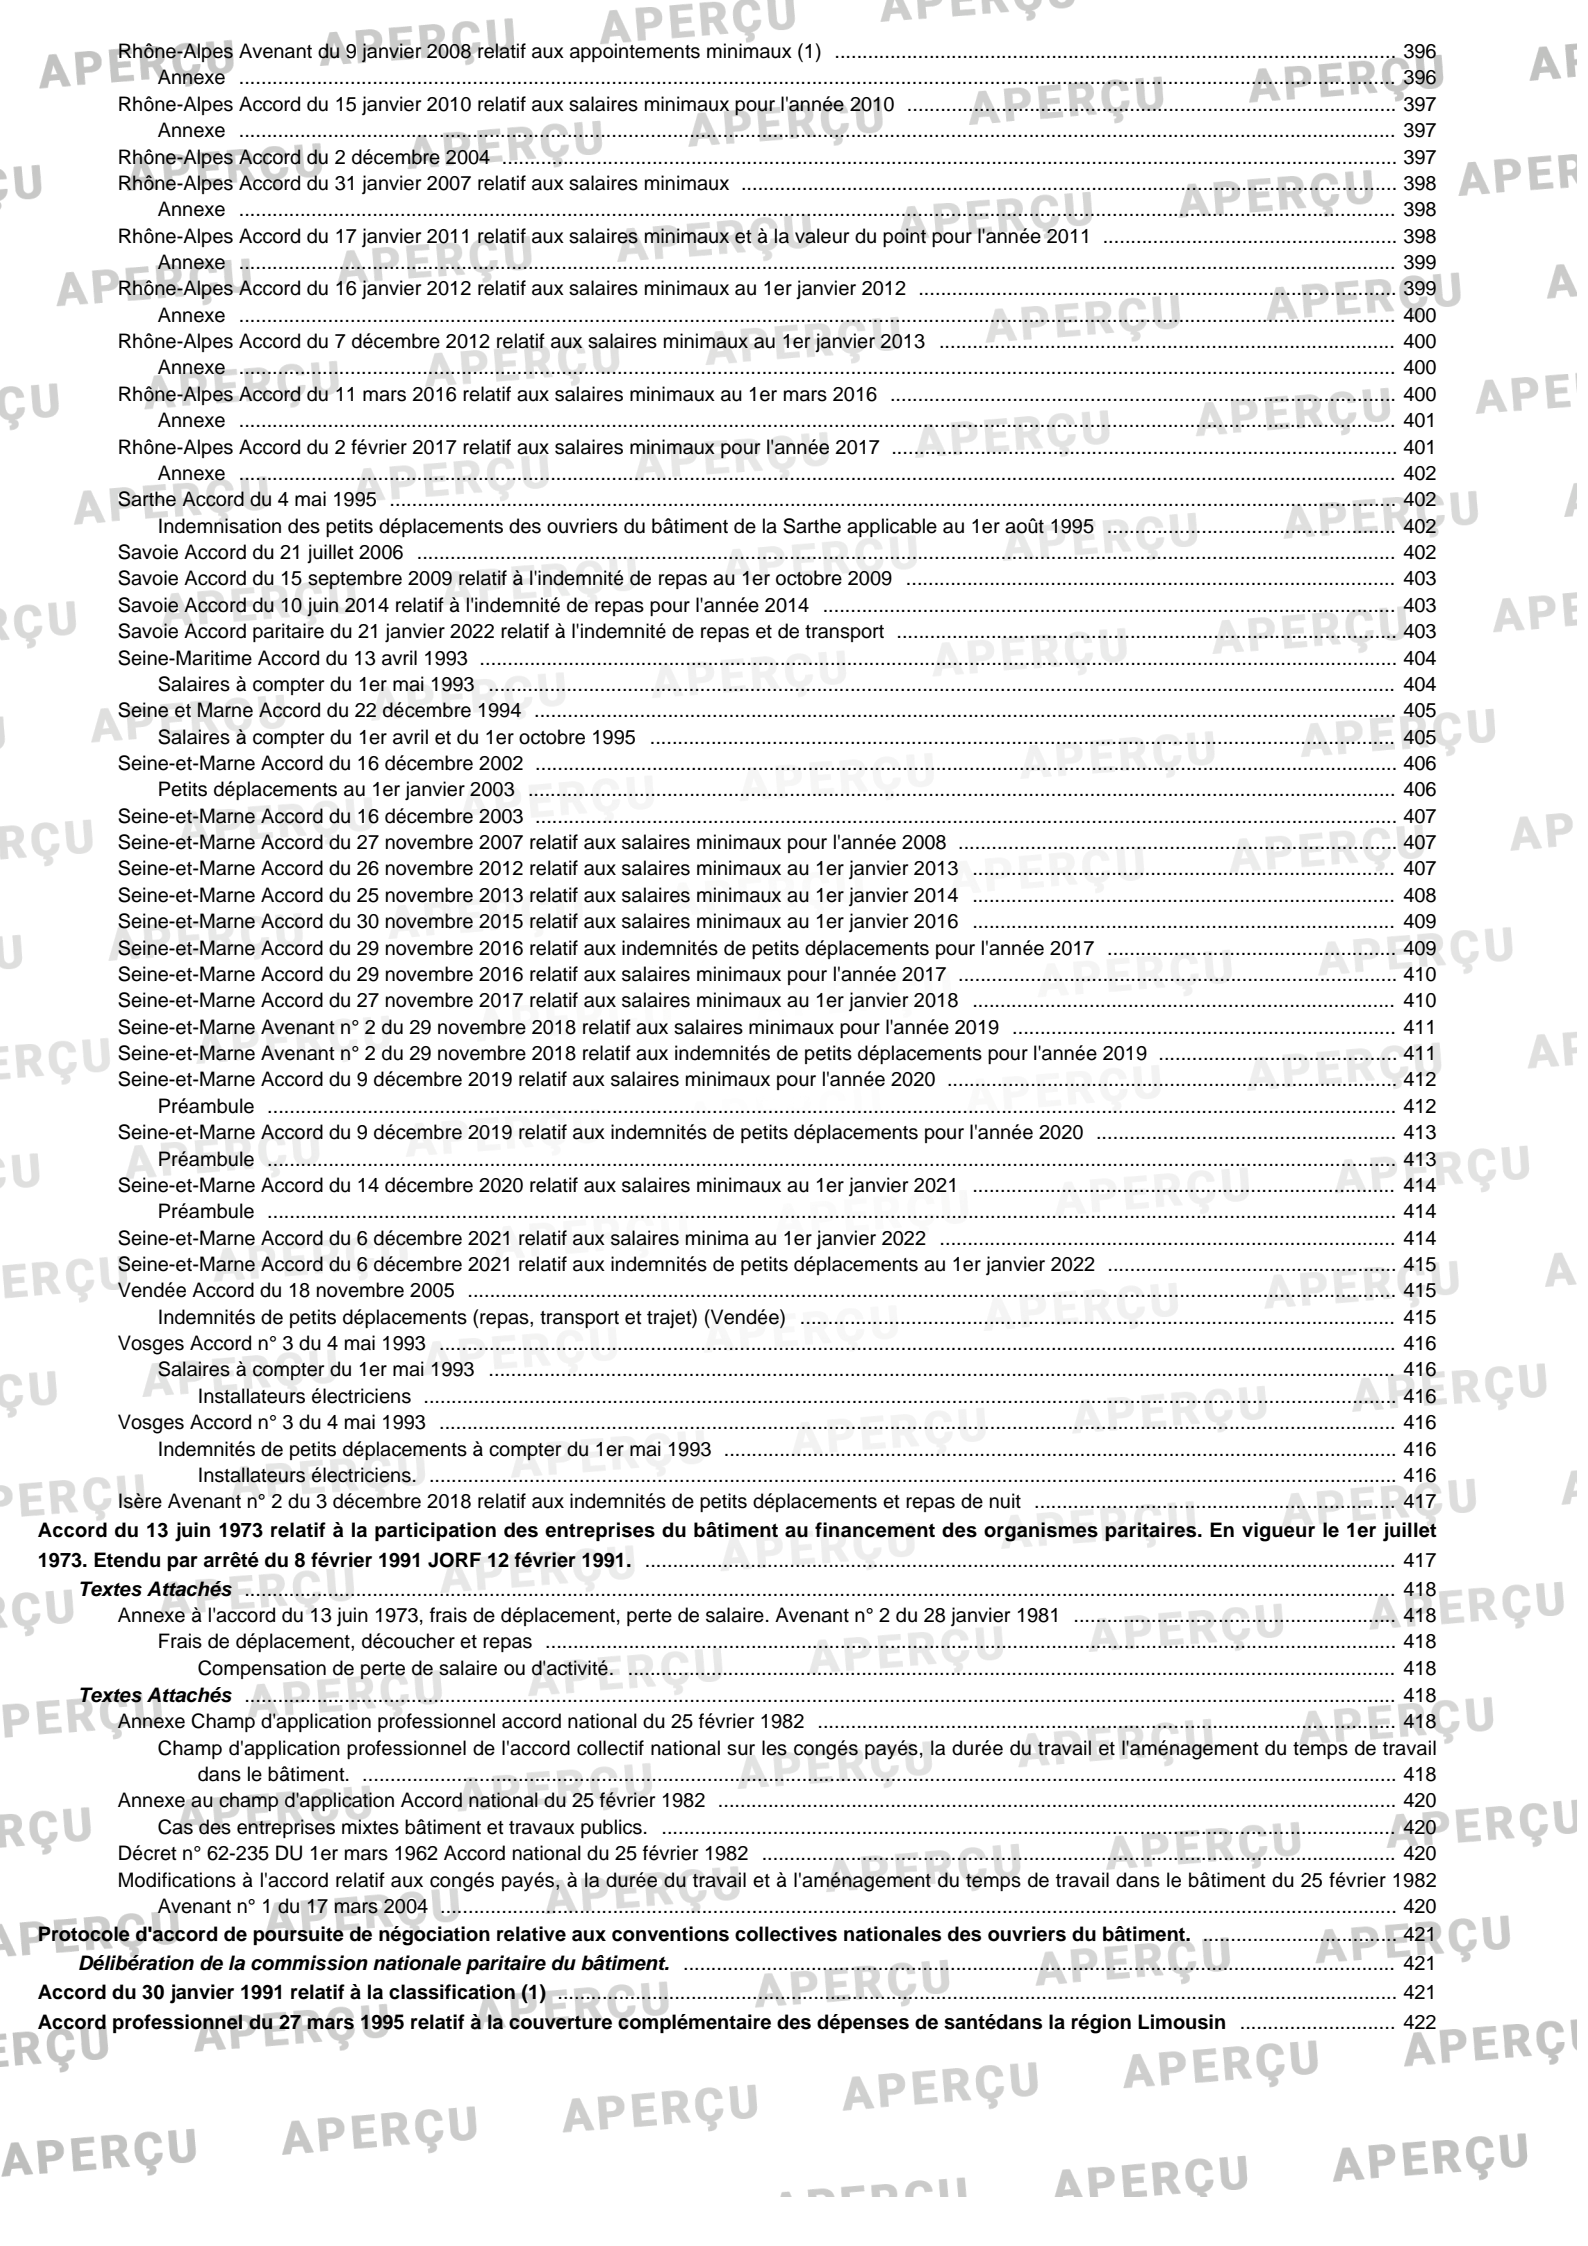 Rhône-Alpes Avenant du 9 janvier 2008 relatif aux appointements minimaux (1) 396
Annexe 396
Rhône-Alpes Accord du 15 janvier 2010 relatif aux salaires minimaux pour l'année 2010 397
Annexe 397
Rhône-Alpes Accord du 2 décembre 2004 397
Rhône-Alpes Accord du 31 janvier 2007 relatif aux salaires minimaux 398
Annexe 398
Rhône-Alpes Accord du 17 janvier 2011 relatif aux salaires minimaux et à la valeur du point pour l'année 2011 398
Annexe 399
Rhône-Alpes Accord du 16 janvier 2012 relatif aux salaires minimaux au 1er janvier 2012 399
Annexe 400
Rhône-Alpes Accord du 7 décembre 2012 relatif aux salaires minimaux au 1er janvier 2013 400
Annexe 400
Rhône-Alpes Accord du 11 mars 2016 relatif aux salaires minimaux au 1er mars 2016 400
Annexe 401
Rhône-Alpes Accord du 2 février 2017 relatif aux salaires minimaux pour l'année 2017 401
Annexe 402
Sarthe Accord du 4 mai 1995 402
Indemnisation des petits déplacements des ouvriers du bâtiment de la Sarthe applicable au 1er août 1995 402
Savoie Accord du 21 juillet 2006 402
Savoie Accord du 15 septembre 2009 relatif à l'indemnité de repas au 1er octobre 2009 403
Savoie Accord du 10 juin 2014 relatif à l'indemnité de repas pour l'année 2014 403
Savoie Accord paritaire du 21 janvier 2022 relatif à l'indemnité de repas et de transport 403
Seine-Maritime Accord du 13 avril 1993 404
Salaires à compter du 1er mai 1993 404
Seine et Marne Accord du 22 décembre 1994 405
Salaires à compter du 1er avril et du 1er octobre 1995 405
Seine-et-Marne Accord du 16 décembre 2002 406
Petits déplacements au 1er janvier 2003 406
Seine-et-Marne Accord du 16 décembre 2003 407
Seine-et-Marne Accord du 27 novembre 2007 relatif aux salaires minimaux pour l'année 2008 407
Seine-et-Marne Accord du 26 novembre 2012 relatif aux salaires minimaux au 1er janvier 2013 407
Seine-et-Marne Accord du 25 novembre 2013 relatif aux salaires minimaux au 1er janvier 2014 408
Seine-et-Marne Accord du 30 novembre 2015 relatif aux salaires minimaux au 1er janvier 2016 409
Seine-et-Marne Accord du 29 novembre 2016 relatif aux indemnités de petits déplacements pour l'année 2017 409
Seine-et-Marne Accord du 29 novembre 2016 relatif aux salaires minimaux pour l'année 2017 410
Seine-et-Marne Accord du 27 novembre 2017 relatif aux salaires minimaux au 1er janvier 2018 410
Seine-et-Marne Avenant n° 2 du 29 novembre 2018 relatif aux salaires minimaux pour l'année 2019 411
Seine-et-Marne Avenant n° 2 du 29 novembre 2018 relatif aux indemnités de petits déplacements pour l'année 2019 411
Seine-et-Marne Accord du 9 décembre 2019 relatif aux salaires minimaux pour l'année 2020 412
Préambule 412
Seine-et-Marne Accord du 9 décembre 2019 relatif aux indemnités de petits déplacements pour l'année 2020 413
Préambule 413
Seine-et-Marne Accord du 14 décembre 2020 relatif aux salaires minimaux au 1er janvier 2021 414
Préambule 414
Seine-et-Marne Accord du 6 décembre 2021 relatif aux salaires minima au 1er janvier 2022 414
Seine-et-Marne Accord du 6 décembre 2021 relatif aux indemnités de petits déplacements au 1er janvier 2022 415
Vendée Accord du 18 novembre 2005 415
Indemnités de petits déplacements (repas, transport et trajet) (Vendée) 415
Vosges Accord n° 3 du 4 mai 1993 416
Salaires à compter du 1er mai 1993 416
Installateurs électriciens 416
Vosges Accord n° 3 du 4 mai 1993 416
Indemnités de petits déplacements à compter du 1er mai 1993 416
Installateurs électriciens. 416
Isère Avenant n° 2 du 3 décembre 2018 relatif aux indemnités de petits déplacements et repas de nuit 417
Accord du 13 juin 1973 relatif à la participation des entreprises du bâtiment au financement des organismes paritaires. En vigueur le 1er juillet
1973. Etendu par arrêté du 8 février 1991 JORF 12 février 1991. 417
Textes Attachés 418
Annexe à l'accord du 13 juin 1973, frais de déplacement, perte de salaire. Avenant n° 2 du 28 janvier 1981 418
Frais de déplacement, découcher et repas 418
Compensation de perte de salaire ou d'activité. 418
Textes Attachés 418
Annexe Champ d'application professionnel accord national du 25 février 1982 418
Champ d'application professionnel de l'accord collectif national sur les congés payés, la durée du travail et l'aménagement du temps de travail
dans le bâtiment. 418
Annexe au champ d'application Accord national du 25 février 1982 420
Cas des entreprises mixtes bâtiment et travaux publics. 420
Décret n° 62-235 DU 1er mars 1962 Accord national du 25 février 1982 420
Modifications à l'accord relatif aux congés payés, à la durée du travail et à l'aménagement du temps de travail dans le bâtiment du 25 février 1982
Avenant n° 1 du 17 mars 2004 420
Protocole d'accord de poursuite de négociation relative aux conventions collectives nationales des ouvriers du bâtiment. 421
Délibération de la commission nationale paritaire du bâtiment. 421
Accord du 30 janvier 1991 relatif à la classification (1) 421
Accord professionnel du 27 mars 1995 relatif à la couverture complémentaire des dépenses de santédans la région Limousin 422
APERÇU